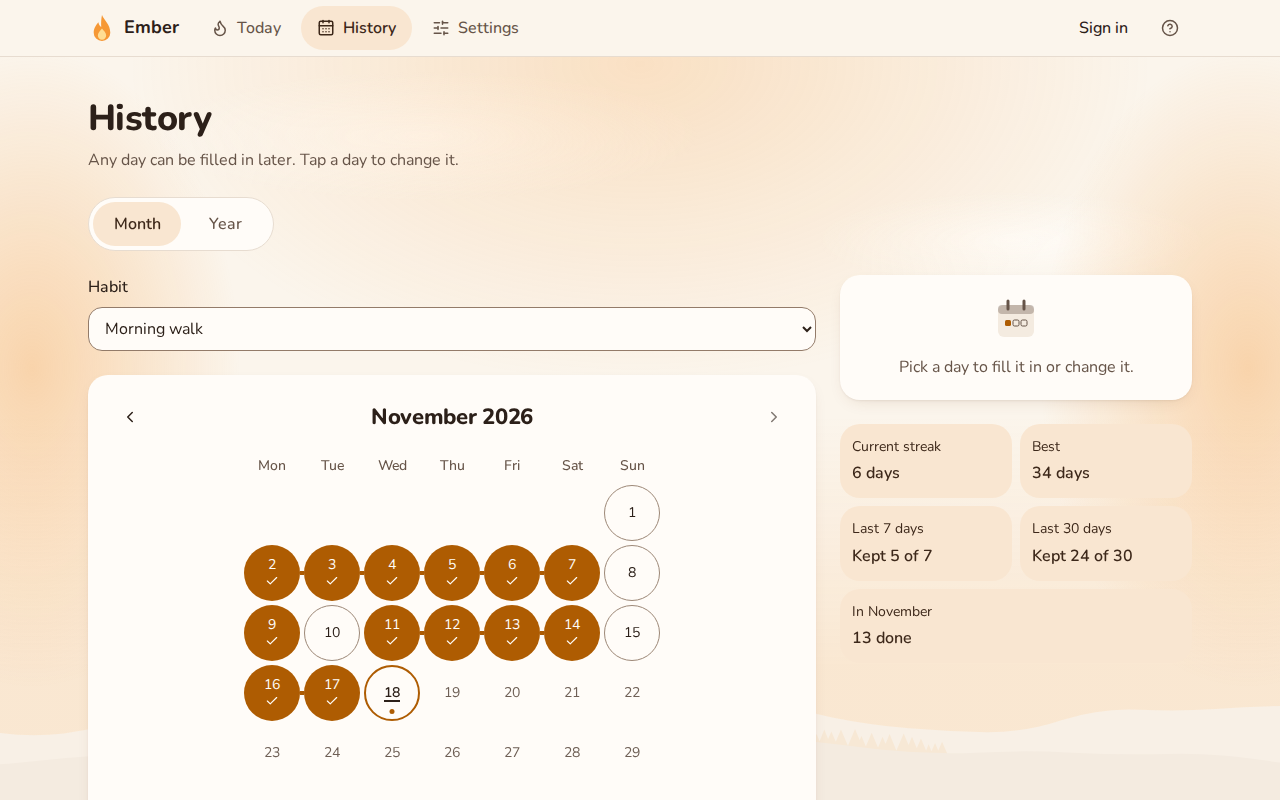 Ember
Today
History
Settings
Sign in
History
Any day can be filled in later. Tap a day to change it.
Month
Year
Habit
Morning walk
November 2026
Mon Tue Wed Thu Fri Sat Sun
1
2 3 4 5 6 7 8
9 10 11 12 13 14 15
16 17 18 19 20 21 22
23 24 25 26 27 28 29
Pick a day to fill it in or change it.
Current streak
6 days
Best
34 days
Last 7 days
Kept 5 of 7
Last 30 days
Kept 24 of 30
In November
13 done